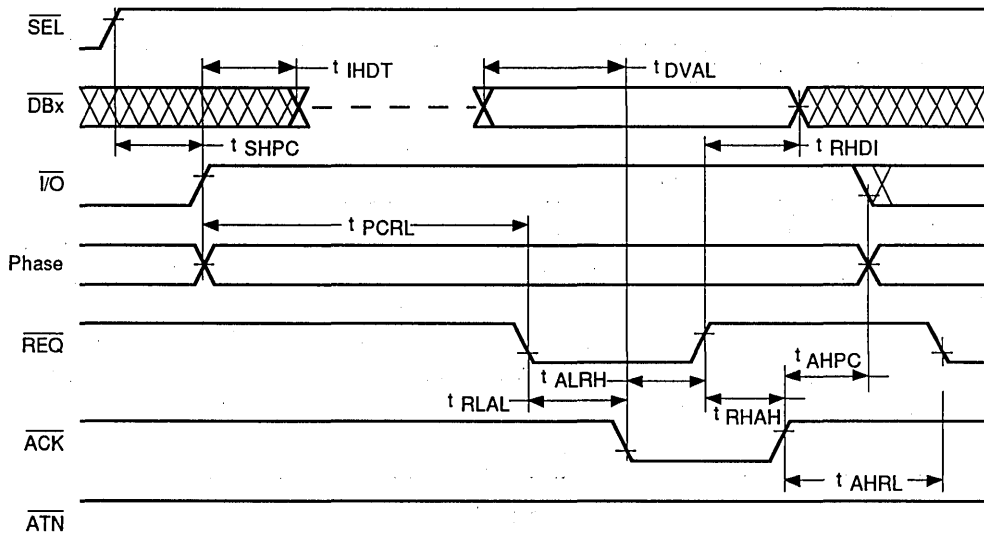 SEL
t IHDT
t DVAL
DBx
t SHPC
t RHDI
I/O
t PCRL
Phase
REQ
t AHPC
t ALRH
t RLAL
t RHAH
ACK
t AHRL
ATN